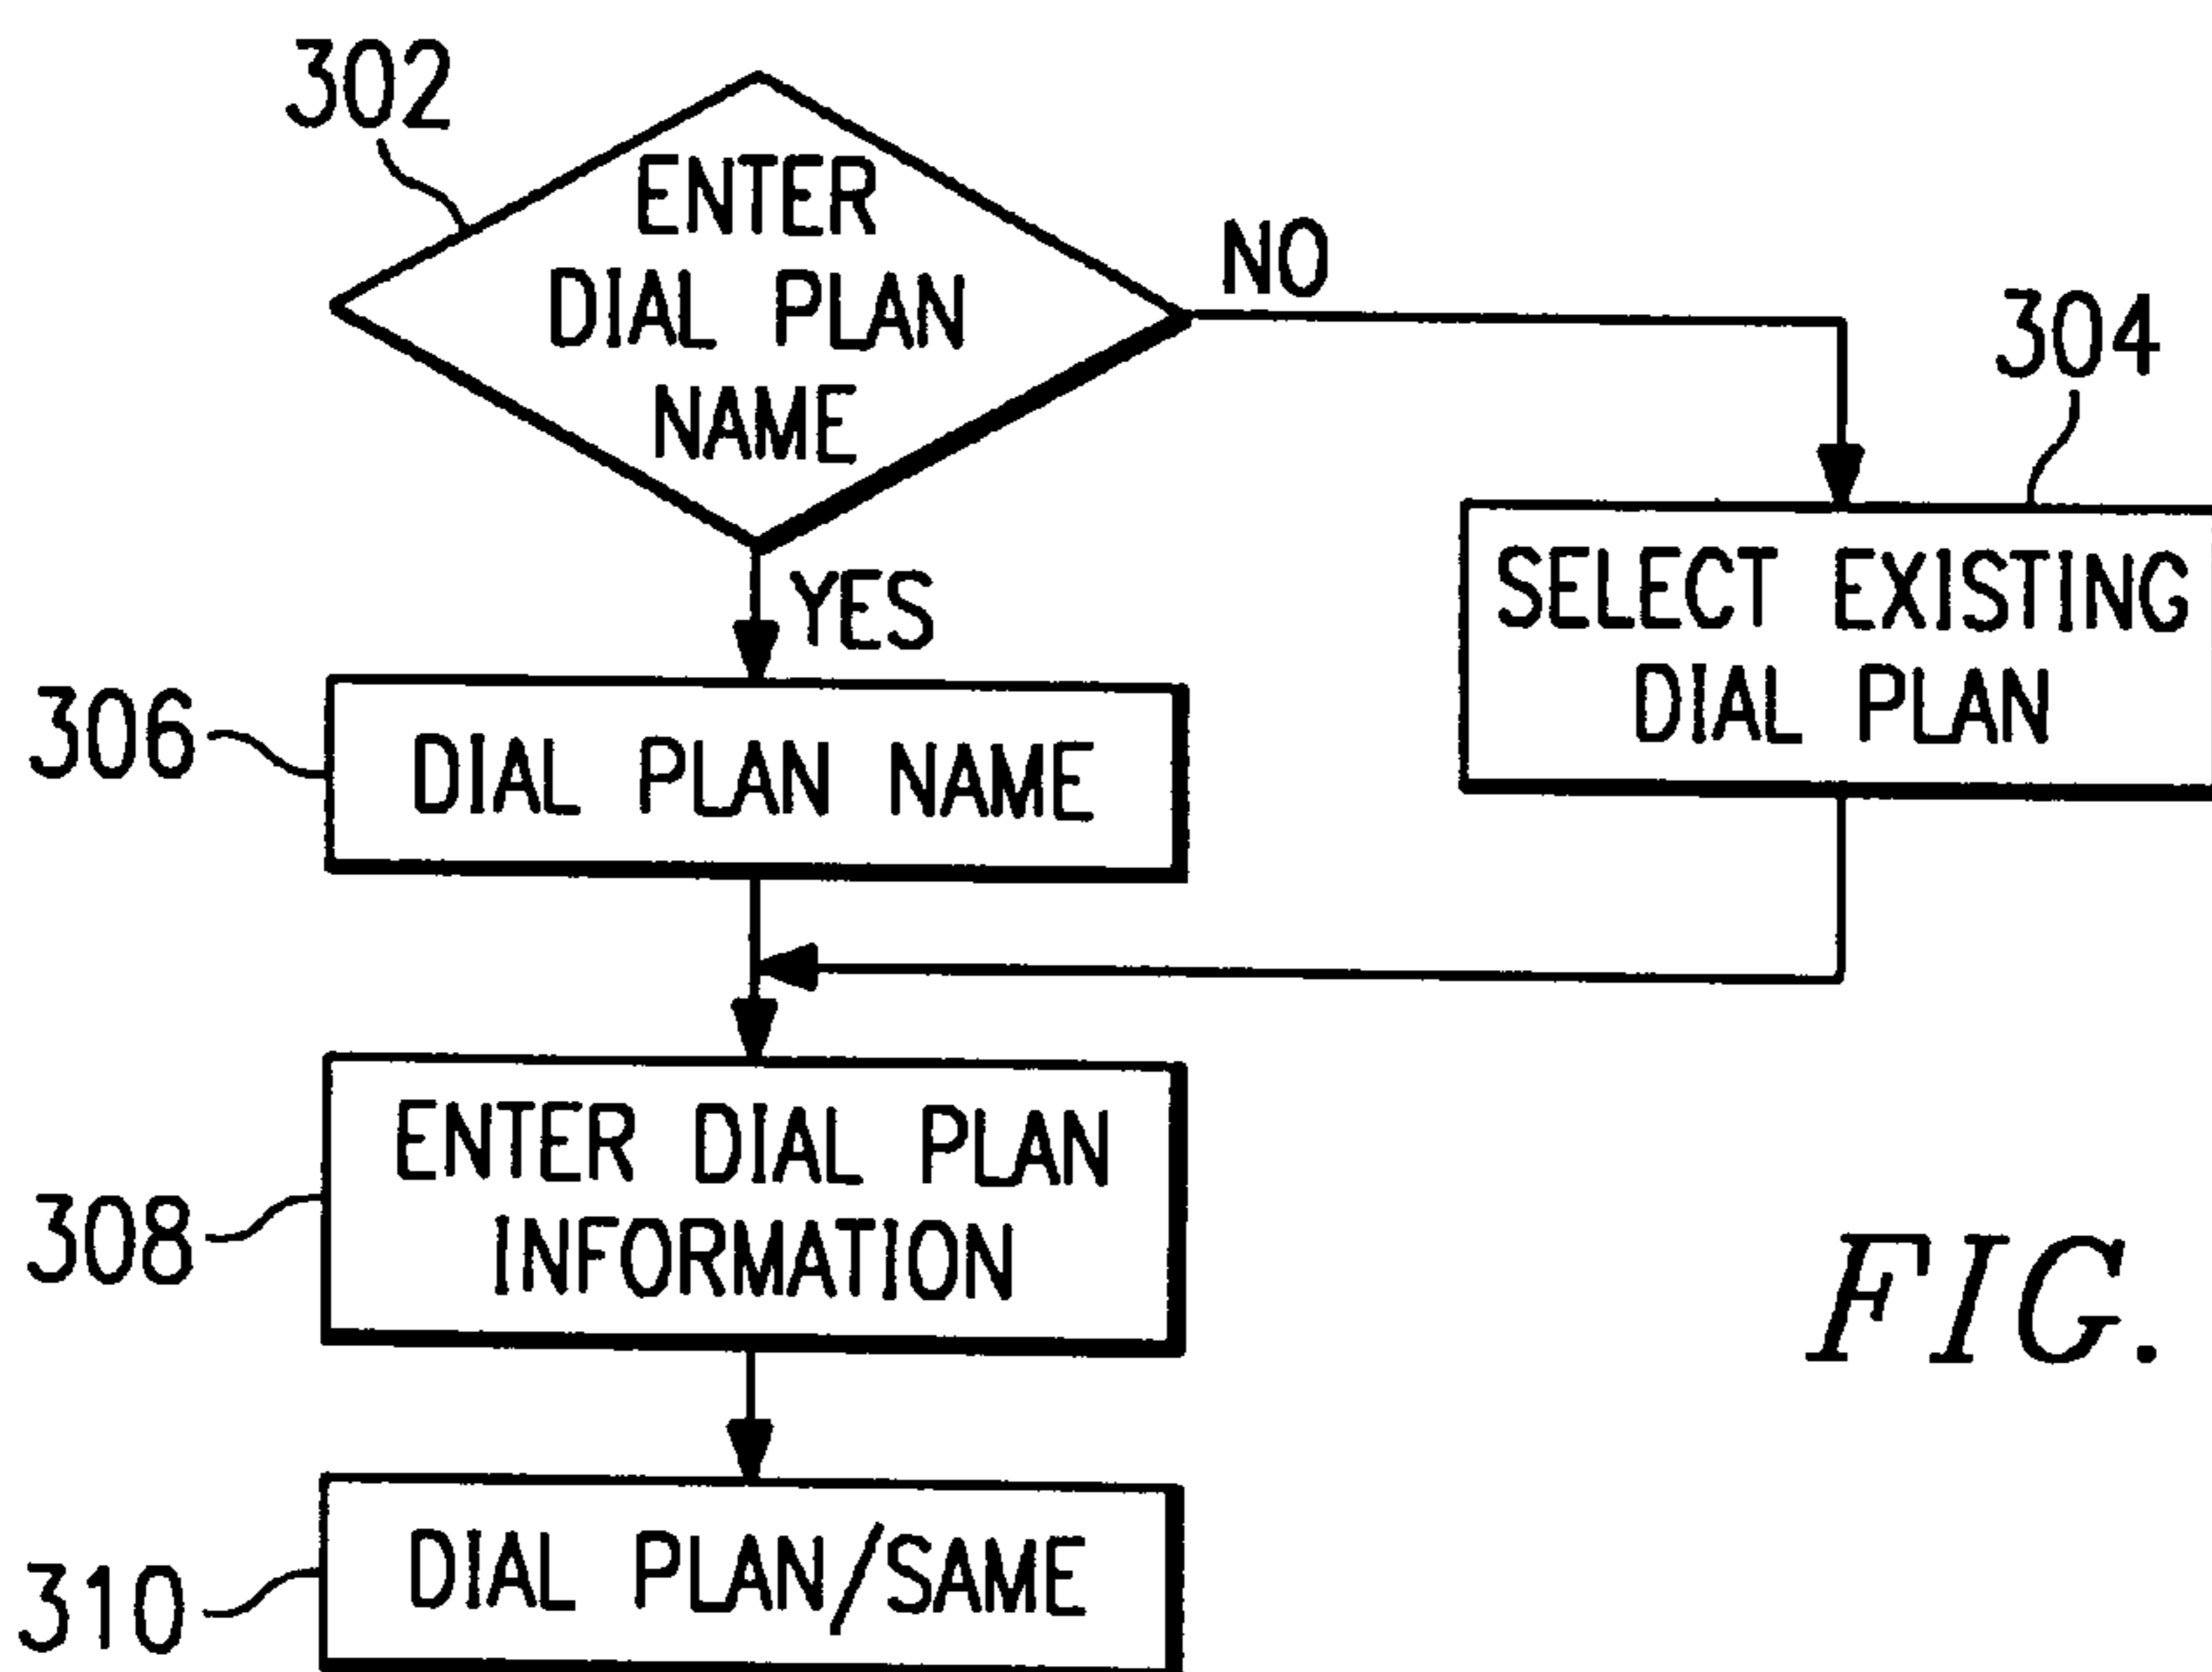 302
ENTER
DIAL PLAN
NAME
NO
304
YES
SELECT EXISTING
DIAL PLAN
306
DIAL PLAN NAME
308
ENTER DIAL PLAN
INFORMATION
FIG.
310
DIAL PLAN/SAME